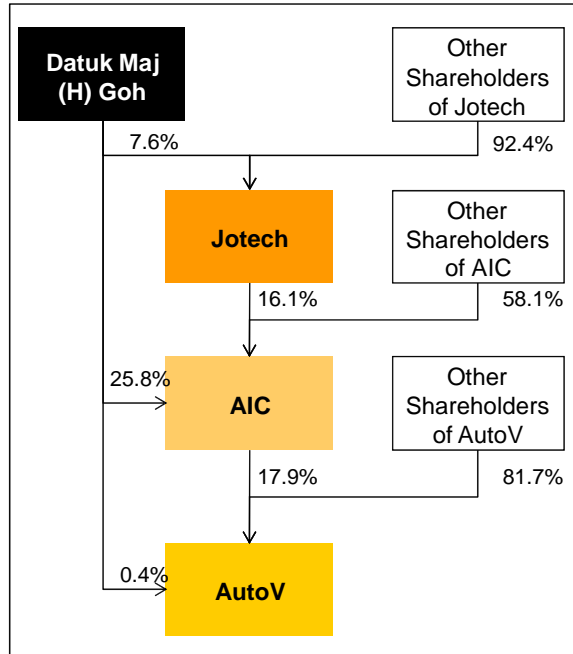 Datuk Maj
(H) Goh
Other
Shareholders
of Jotech
7.6%
92.4%
Jotech
Other
Shareholders
of AIC
16.1%
58.1%
25.8%
AIC
Other
Shareholders
of AutoV
17.9%
81.7%
0.4%
AutoV